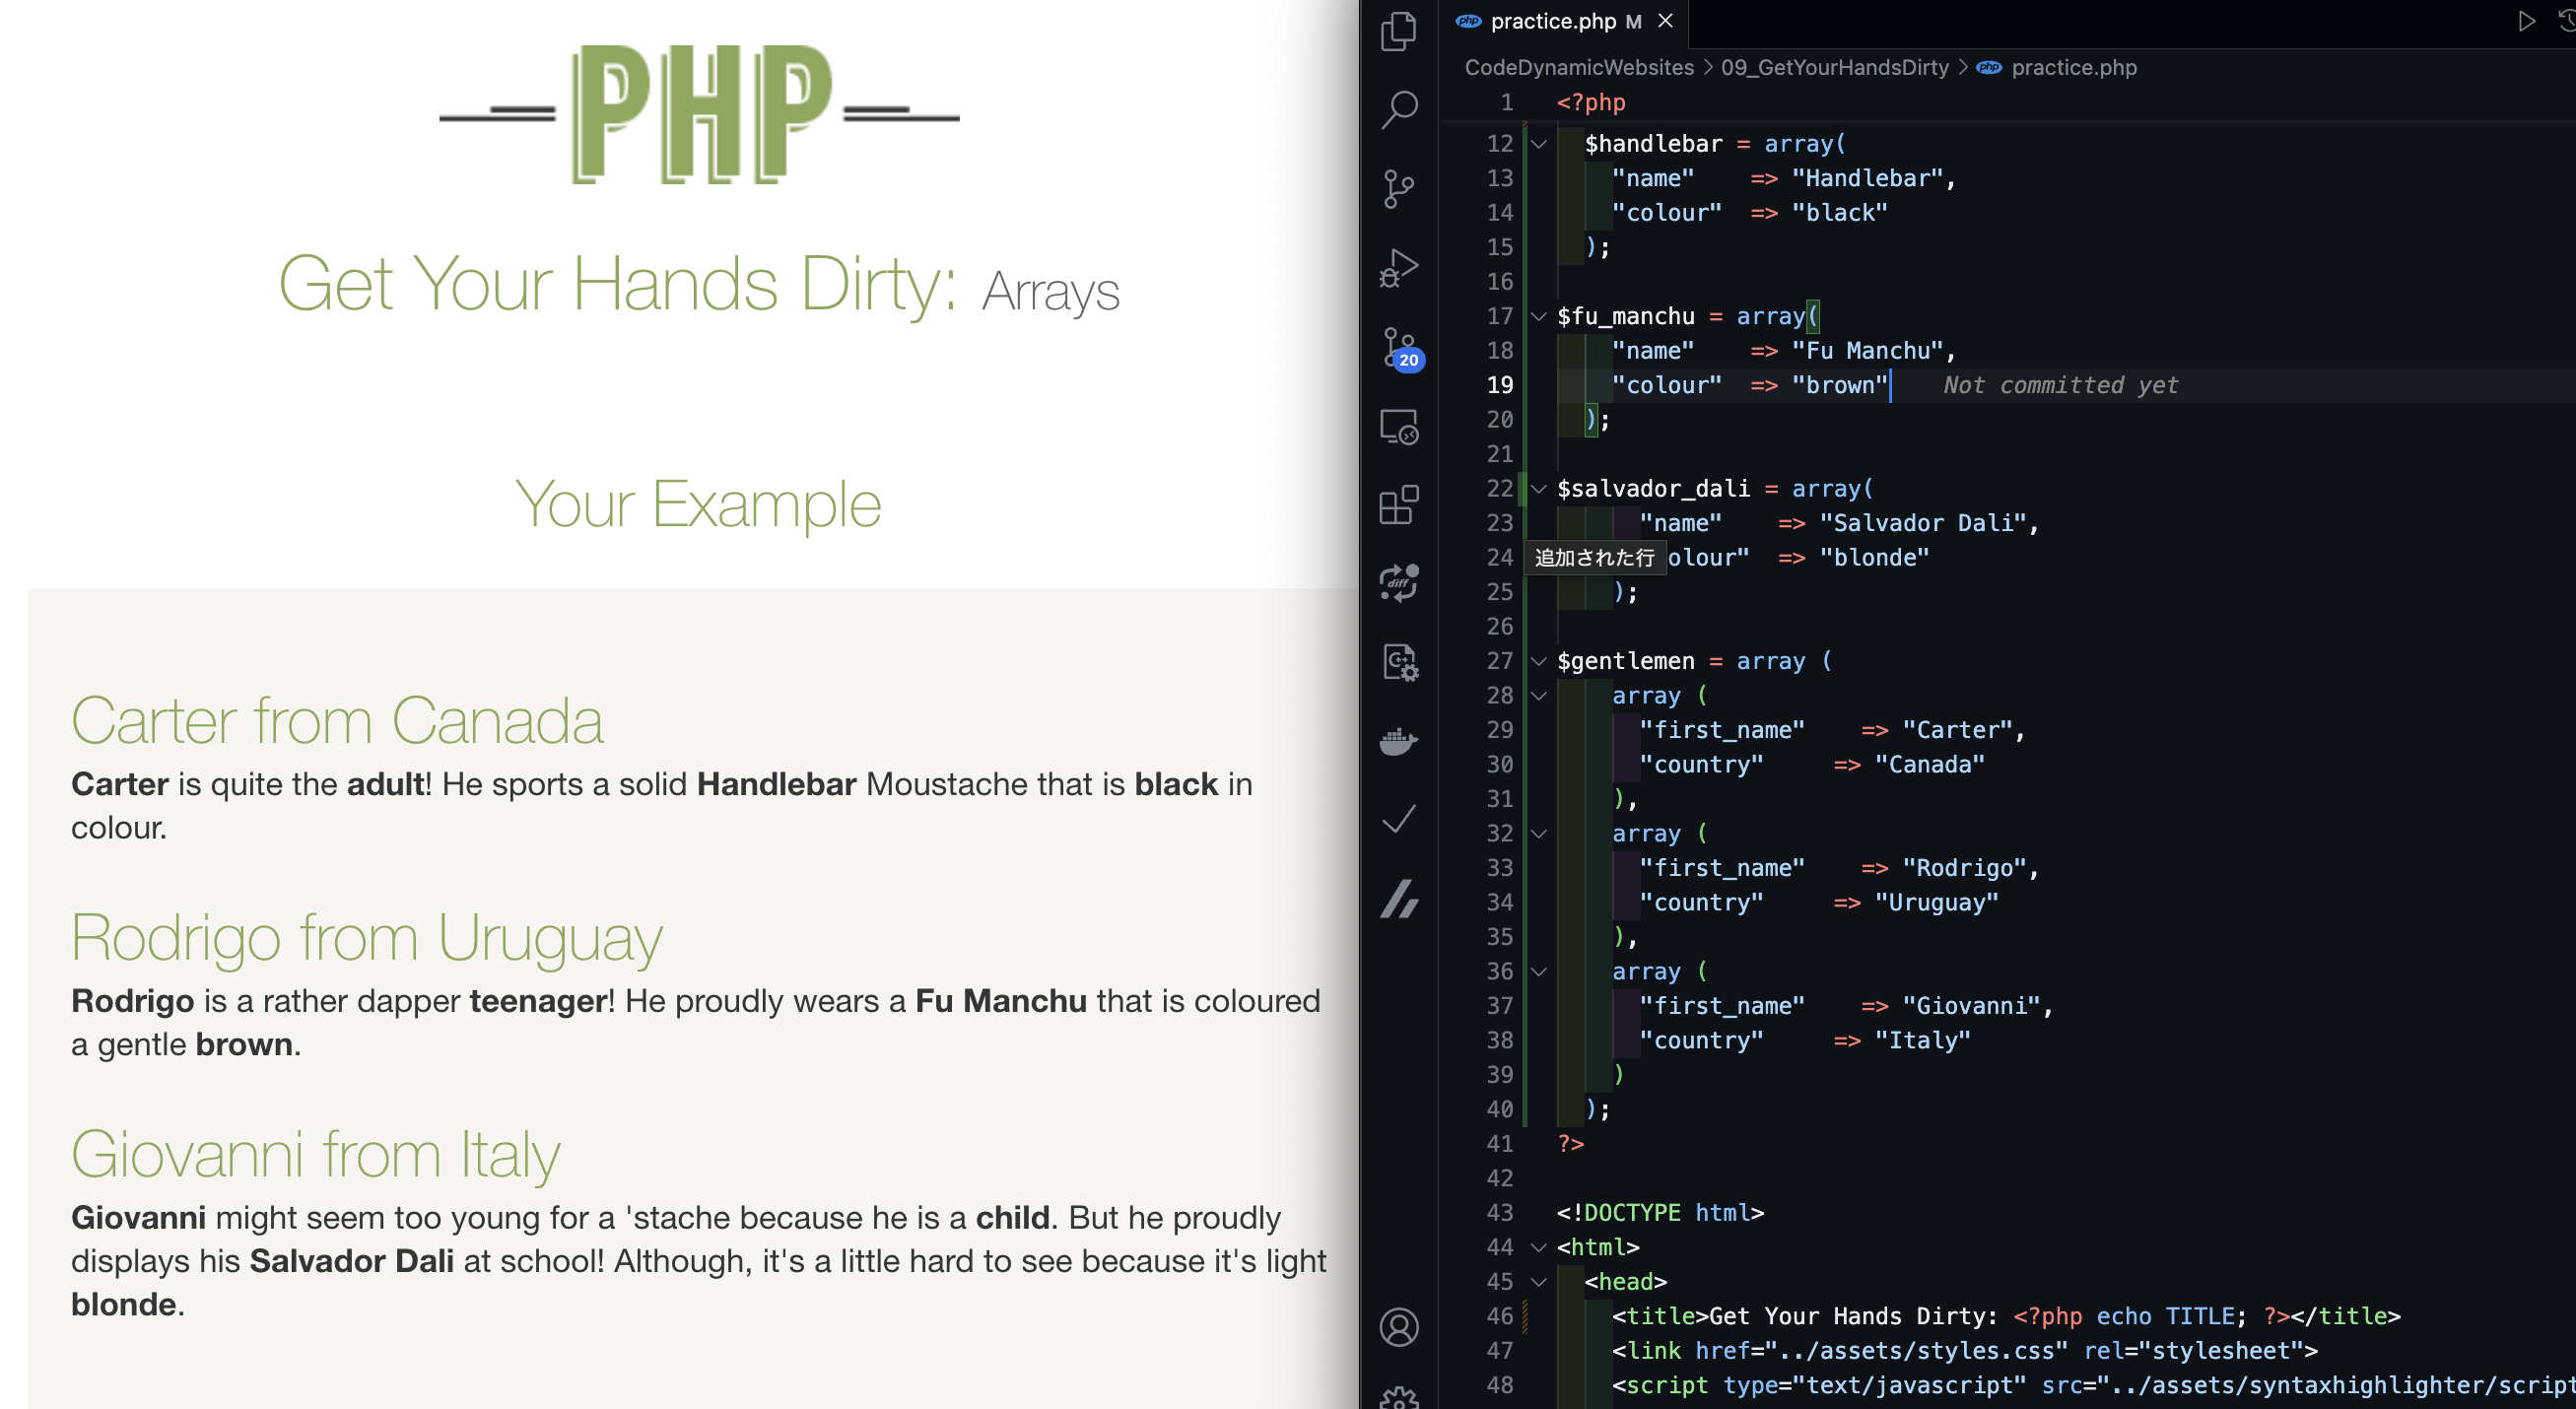 PHP
Get Your Hands Dirty: Arrays
Your Example
Carter from Canada
Carter is quite the adult! He sports a solid Handlebar Moustache that is black in
colour.
Rodrigo from Uruguay
Rodrigo is a rather dapper teenager! He proudly wears a Fu Manchu that is coloured
a gentle brown.
Giovanni from Italy
Giovanni might seem too young for a 'stache because he is a child. But he proudly
displays his Salvador Dali at school! Although, it's a little hard to see because it's light
blonde.
20
diff
C++
php practice.php M
CodeDynamicWebsites > 09_GetYourHandsDirty > php practice.php
1 <?php
12 $handlebar = array(
13 "name" => "Handlebar",
14 "colour" => "black"
15 );
16
17 $fu_manchu = array(
18 "name" => "Fu Manchu",
19 "colour" => "brown" Not committed yet
20 );
21
22 $salvador_dali = array(
23 "name" => "Salvador Dali",
24 追加された行 olour" => "blonde"
25 );
26
27 $gentlemen = array (
28 array (
29 "first_name" => "Carter",
30 "country" => "Canada"
31 ),
32 array (
33 "first_name" => "Rodrigo",
34 "country" => "Uruguay"
35 ),
36 array (
37 "first_name" => "Giovanni",
38 "country" => "Italy"
39 )
40 );
41 ?>
42
43 <!DOCTYPE html>
44 <html>
45 <head>
46 <title>Get Your Hands Dirty: <?php echo TITLE; ?></title>
47 <link href="../assets/styles.css" rel="stylesheet">
48 <script type="text/javascript" src="../assets/syntaxhighlighter/script